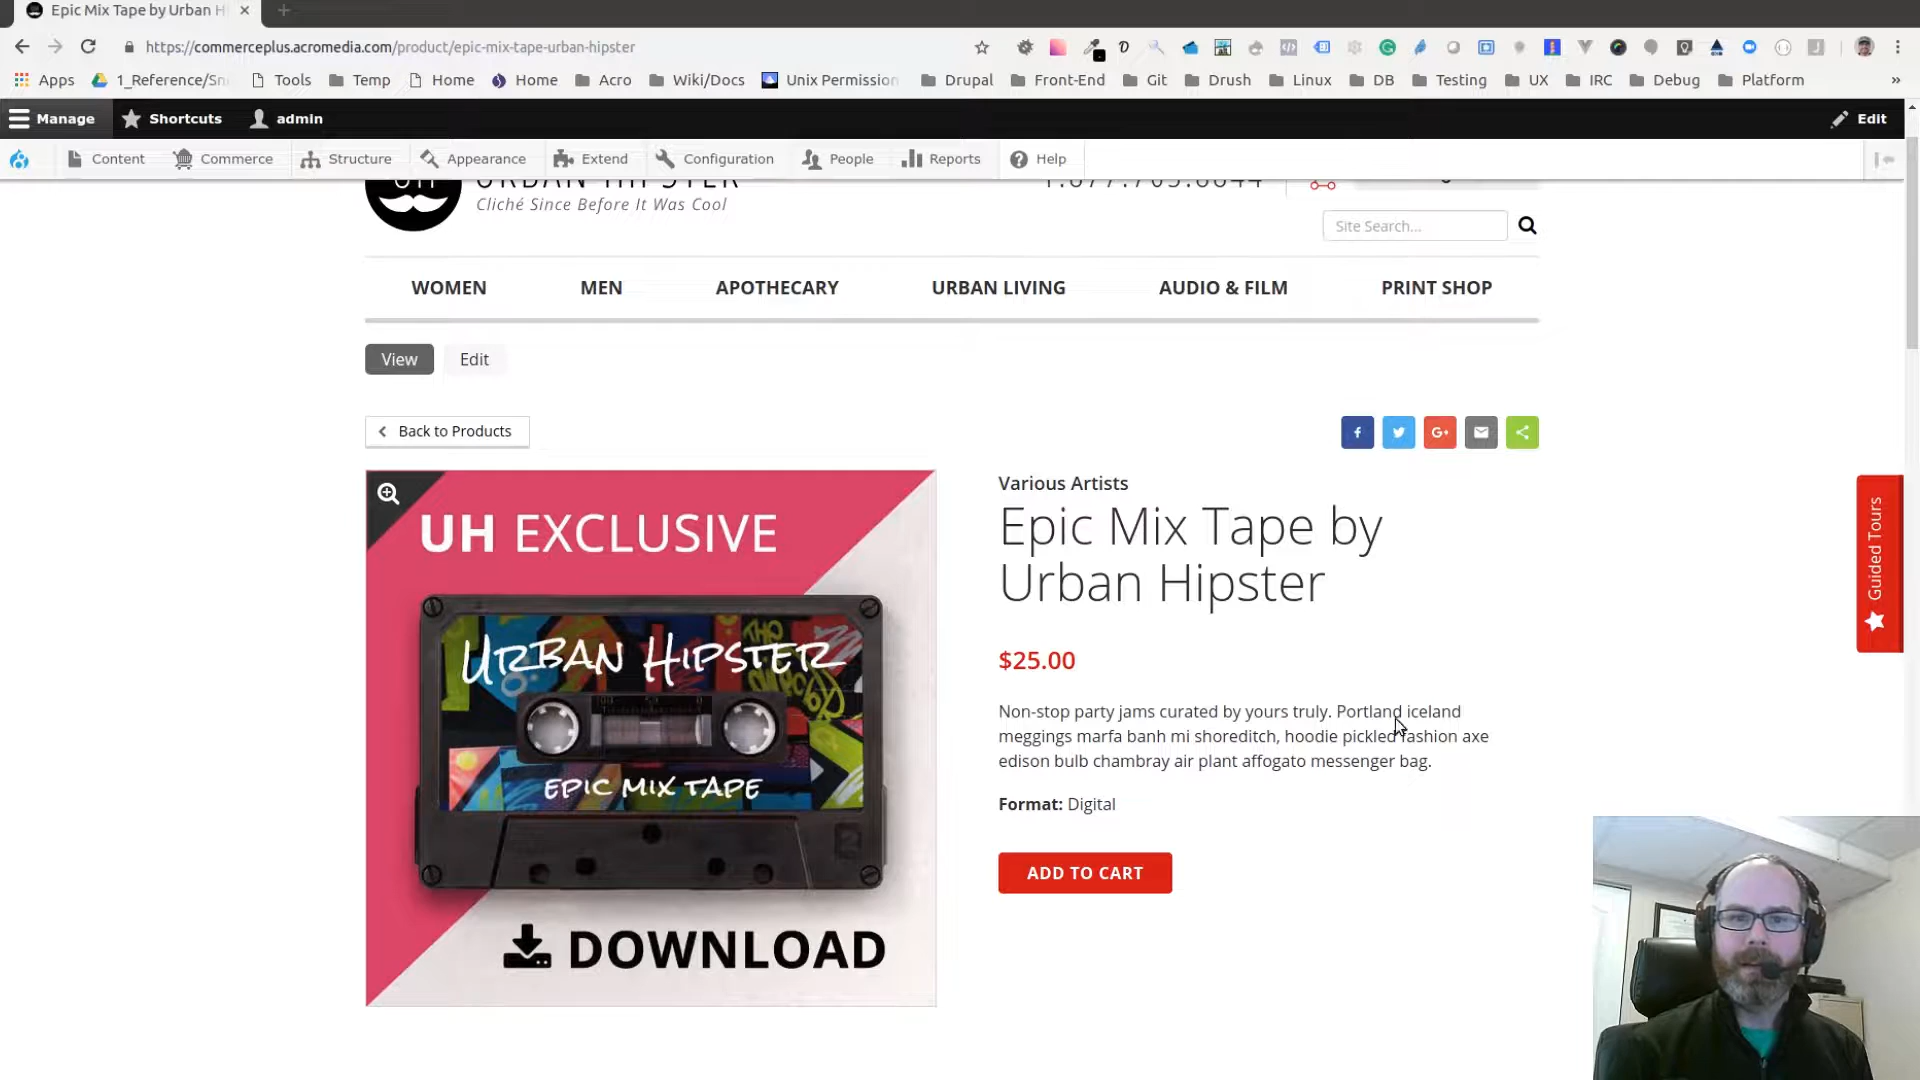 Epic Mix Tape by Urban H
https://commerceplus.acromedia.com/product/epic-mix-tape-urban-hipster
Apps 1_Reference/Sn Tools Temp Home Home Acro Wiki/Docs Unix Permission Drupal Front-End Git Drush Linux DB Testing UX IRC Debug Platform »
Manage Shortcuts admin Edit
Content Commerce Structure Appearance Extend Configuration People Reports Help
UH URBAN HIPSTER
Cliché Since Before It Was Cool
Site Search...
WOMEN MEN APOTHECARY URBAN LIVING AUDIO & FILM PRINT SHOP
View Edit
Back to Products
UH EXCLUSIVE
URBAN HIPSTER
EPIC MIX TAPE
DOWNLOAD
Various Artists
Epic Mix Tape by
Urban Hipster
$25.00
Non-stop party jams curated by yours truly. Portland iceland
meggings marfa banh mi shoreditch, hoodie pickled fashion axe
edison bulb chambray air plant affogato messenger bag.
Format: Digital
ADD TO CART
Guided Tours